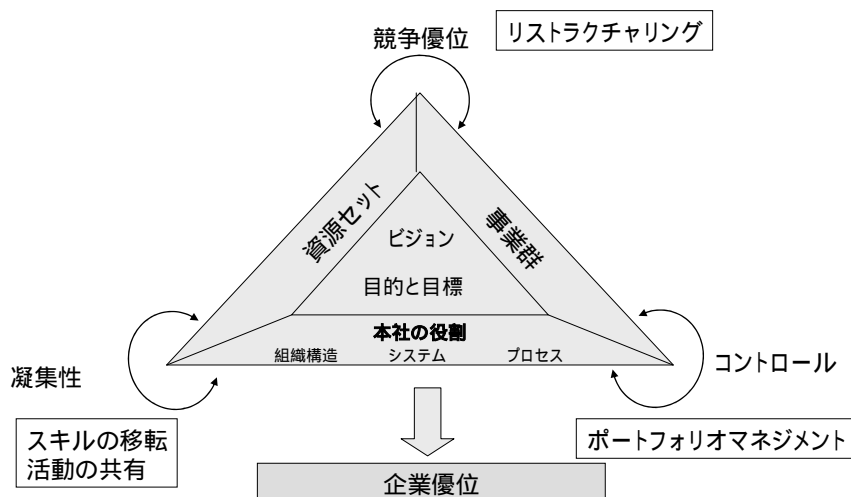 競争優位
リストラクチャリング
資源セット
事業群
ビジョン
目的と目標
本社の役割
組織構造 システム プロセス
凝集性
コントロール
スキルの移転
活動の共有
ポートフォリオマネジメント
企業優位